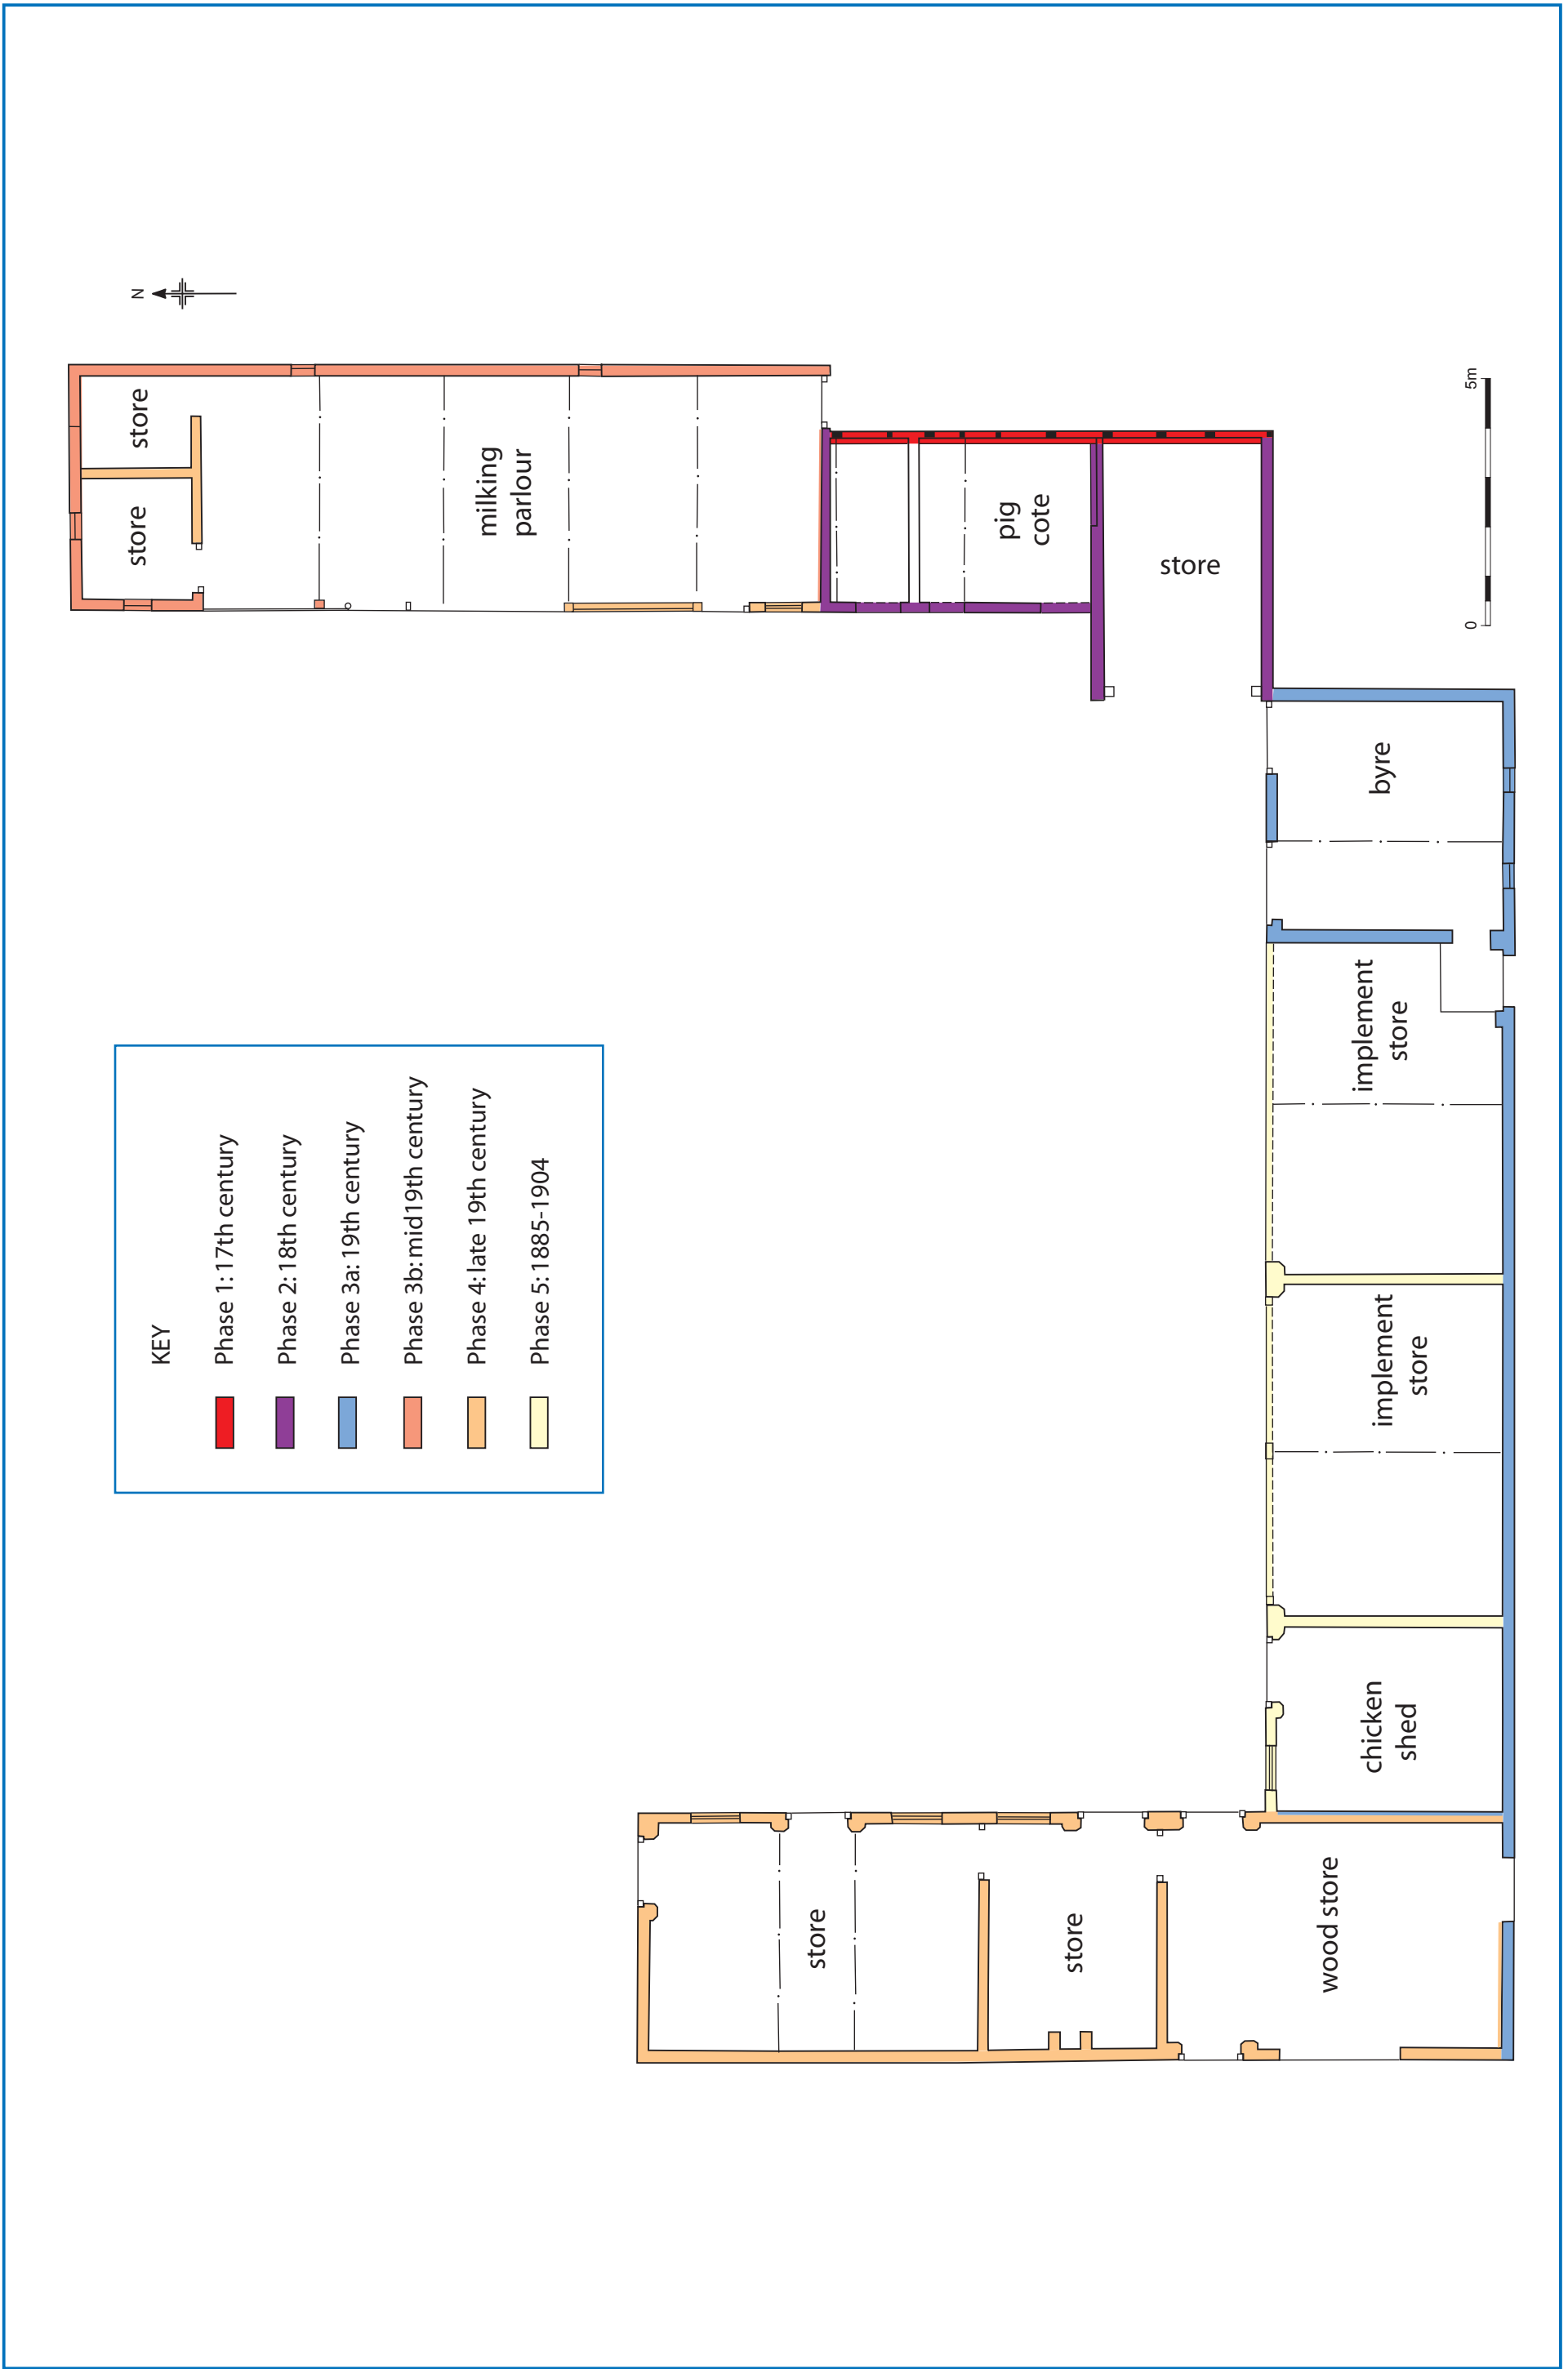 N
store
store
milking
parlour
pig
cote
store
5m
0
byre
implement
store
implement
store
chicken
shed
wood store
store
store
KEY
Phase 1: 17th century
Phase 2: 18th century
Phase 3a: 19th century
Phase 3b: mid19th century
Phase 4: late 19th century
Phase 5: 1885-1904